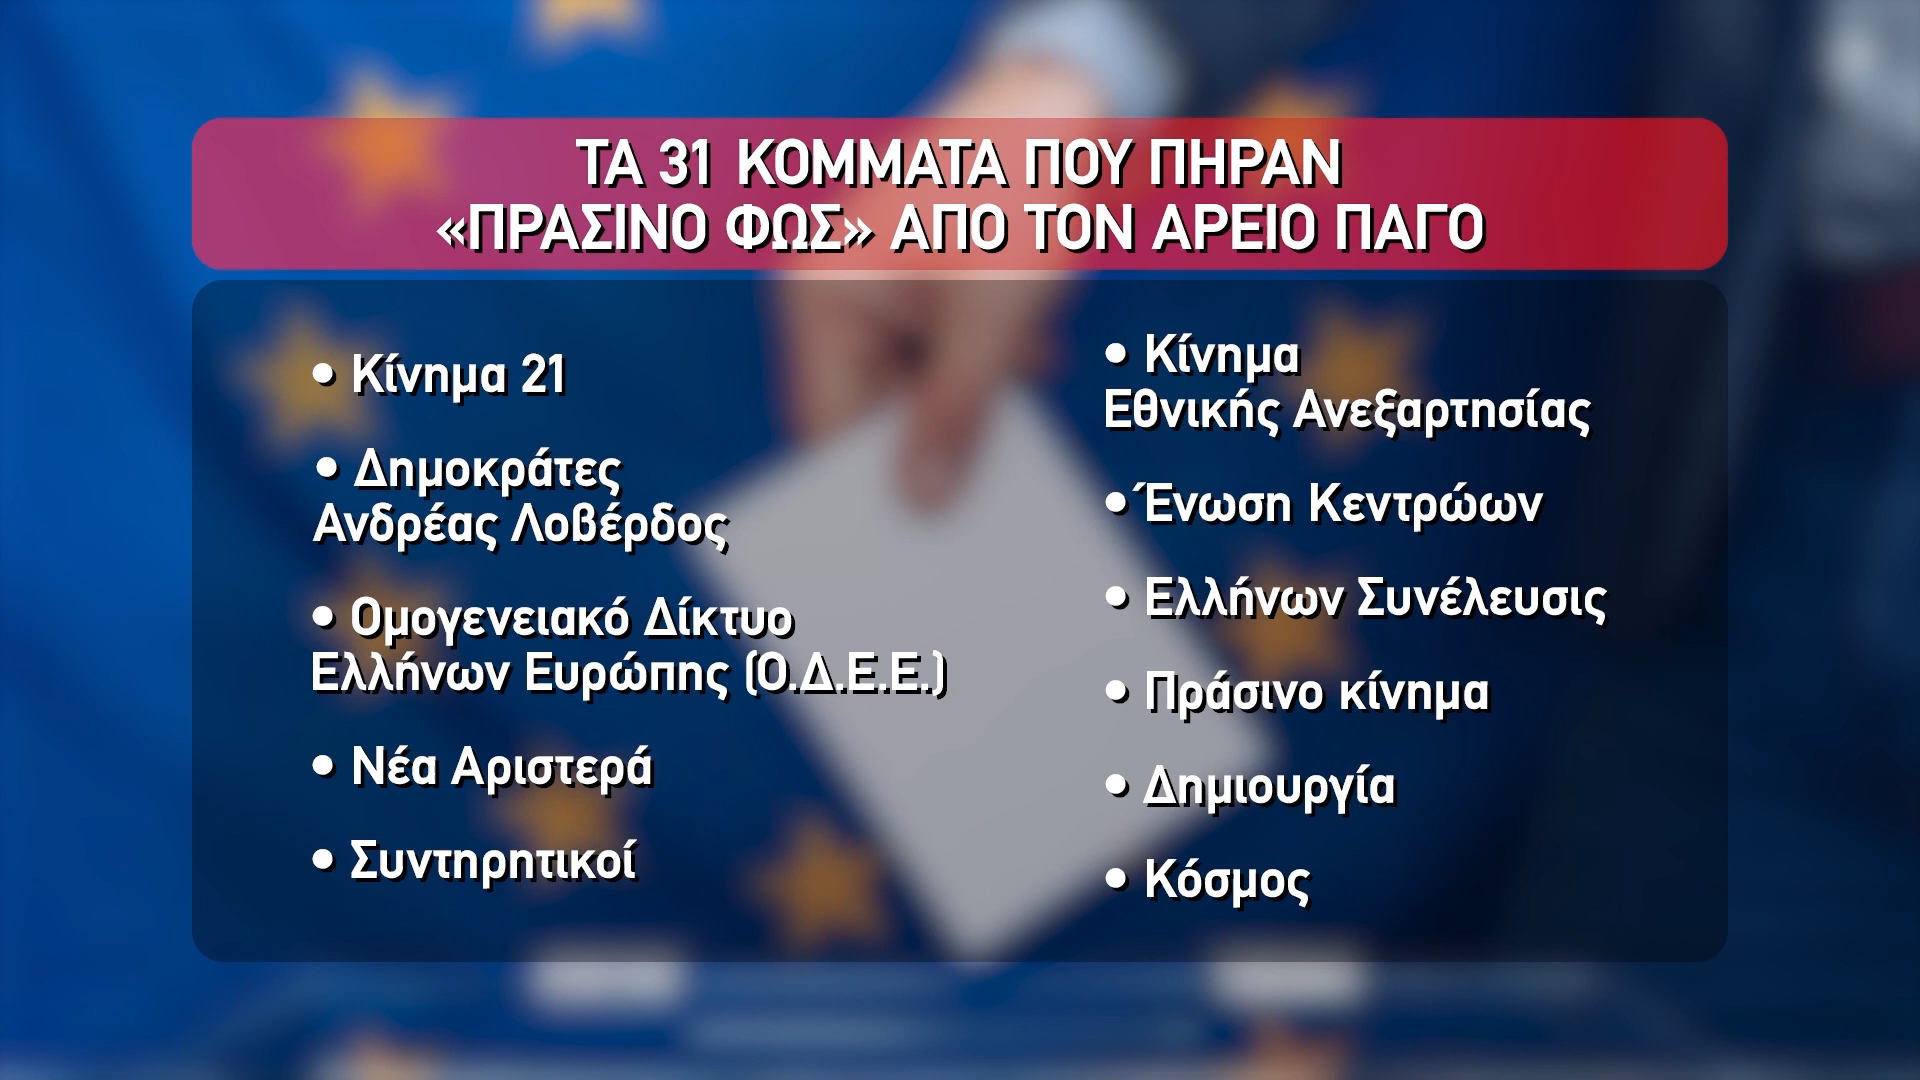 ΤΑ 31 ΚΟΜΜΑΤΑ ΠΟΥ ΠΗΡΑΝ
«ΠΡΑΣΙΝΟ ΦΩΣ» ΑΠΟ ΤΟΝ ΑΡΕΙΟ ΠΑΓΟ
• Κίνημα 21
• Δημοκράτες
Ανδρέας Λοβέρδος
• Ομογενειακό Δίκτυο
Ελλήνων Ευρώπης (Ο.Δ.Ε.Ε.)
• Νέα Αριστερά
• Συντηρητικοί
• Κίνημα
Εθνικής Ανεξαρτησίας
• Ένωση Κεντρώων
• Ελλήνων Συνέλευσις
• Πράσινο κίνημα
• Δημιουργία
• Κόσμος